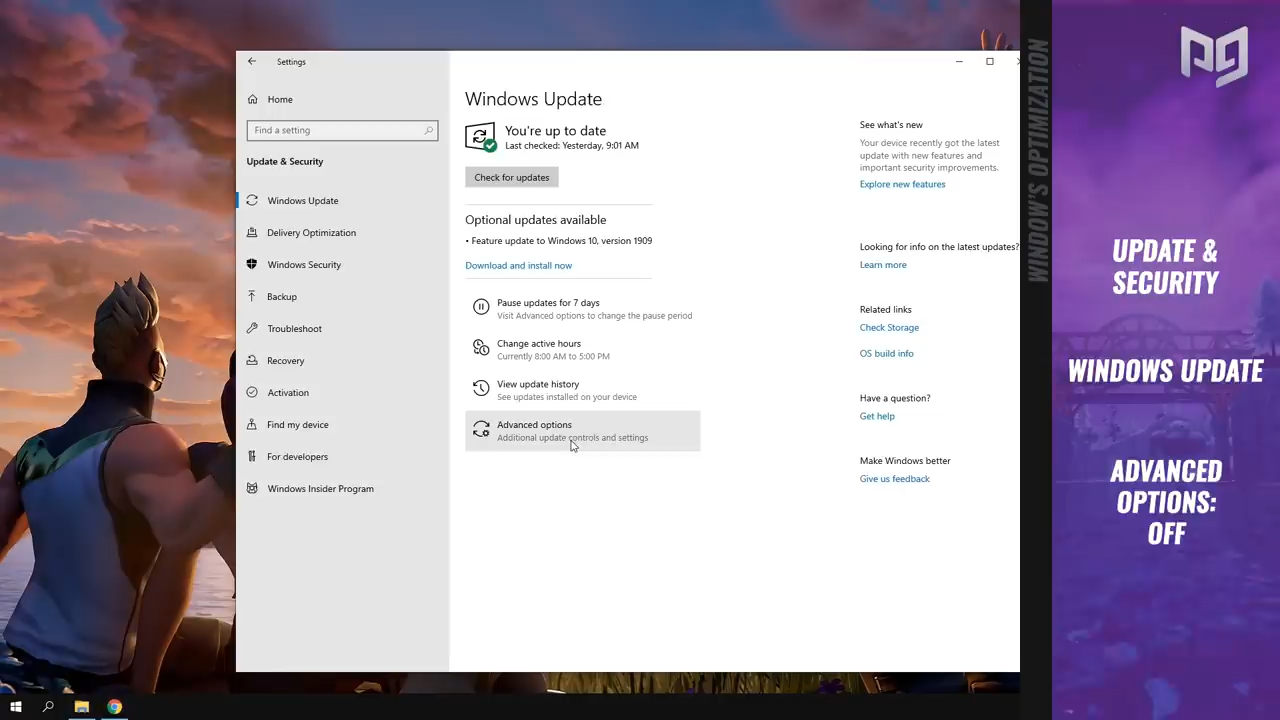 Settings
Home
Find a setting
Update & Security
Windows Update
Delivery Optimization
Windows Security
Backup
Troubleshoot
Recovery
Activation
Find my device
For developers
Windows Insider Program
Windows Update
You're up to date
Last checked: Yesterday, 9:01 AM
Check for updates
Optional updates available
• Feature update to Windows 10, version 1909
Download and install now
Pause updates for 7 days
Visit Advanced options to change the pause period
Change active hours
Currently 8:00 AM to 5:00 PM
View update history
See updates installed on your device
Advanced options
Additional update controls and settings
See what's new
Your device recently got the latest
update with new features and
important security improvements.
Explore new features
Looking for info on the latest updates?
Learn more
Related links
Check Storage
OS build info
Have a question?
Get help
Make Windows better
Give us feedback
WINDOW'S OPTIMIZATION
PG
UPDATE &
SECURITY
WINDOWS UPDATE
ADVANCED
OPTIONS:
OFF